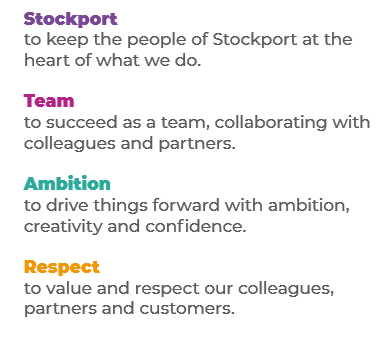 Stockport
to keep the people of Stockport at the
heart of what we do.
Team
to succeed as a team, collaborating with
colleagues and partners.
Ambition
to drive things forward with ambition,
creativity and confidence.
Respect
to value and respect our colleagues,
partners and customers.